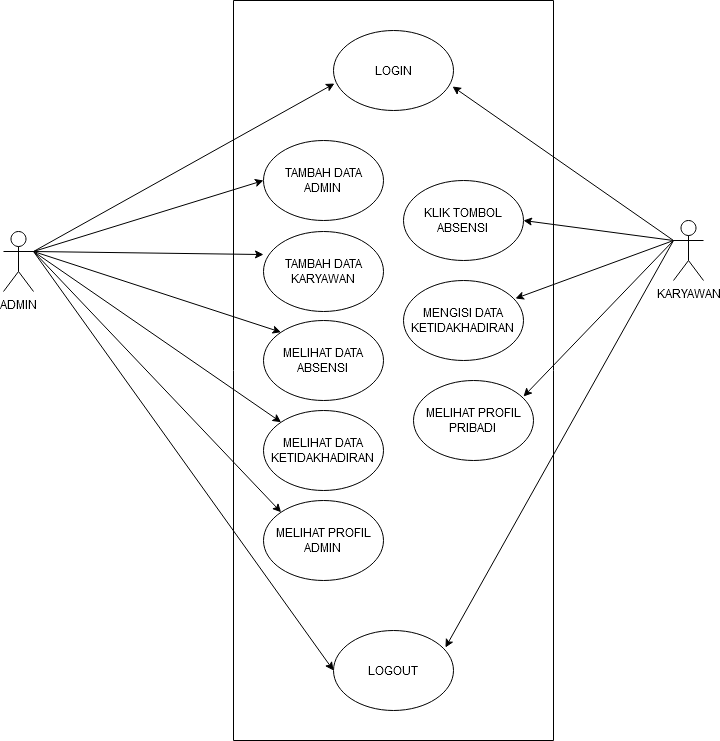 LOGIN
TAMBAH DATA
ADMIN
KLIK TOMBOL
ABSENSI
TAMBAH DATA
KARYAWAN
ADMIN
KARYAWAN
MENGISI DATA
KETIDAKHADIRAN
MELIHAT DATA
ABSENSI
MELIHAT PROFIL
PRIBADI
MELIHAT DATA
KETIDAKHADIRAN
MELIHAT PROFIL
ADMIN
LOGOUT